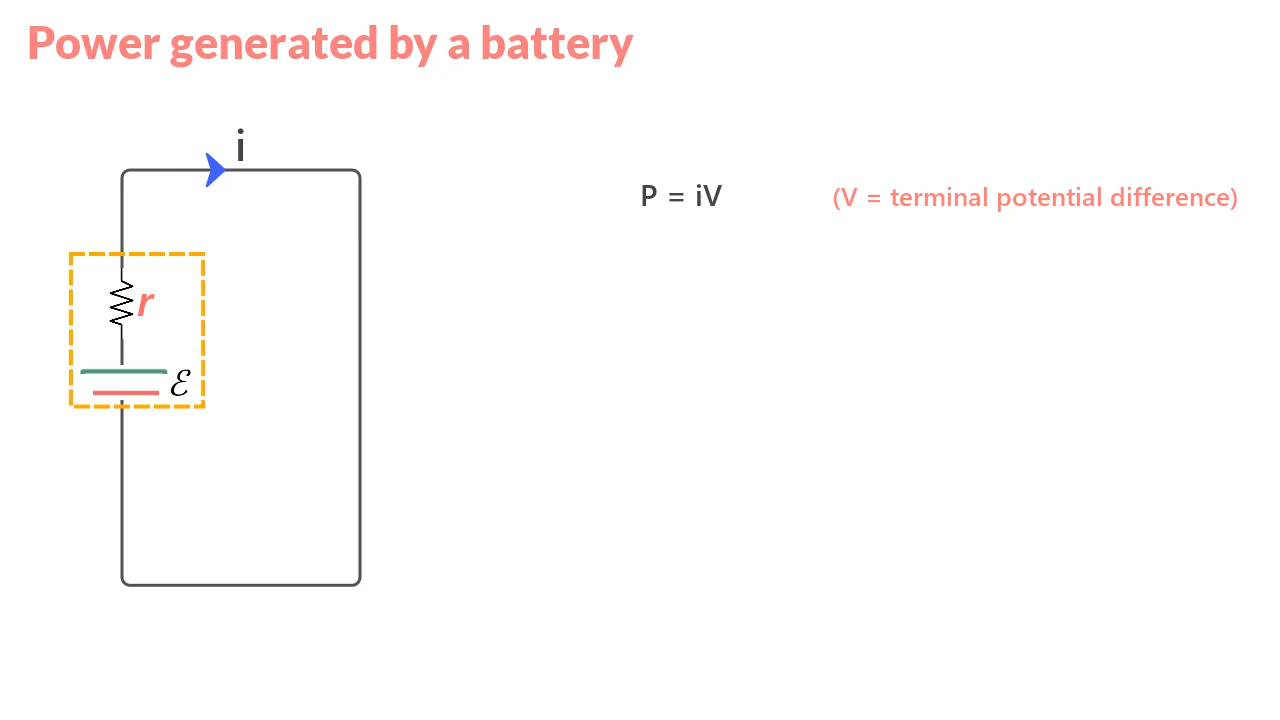 Power generated by a battery
i
P = iV (V = terminal potential difference)
r
ℰ